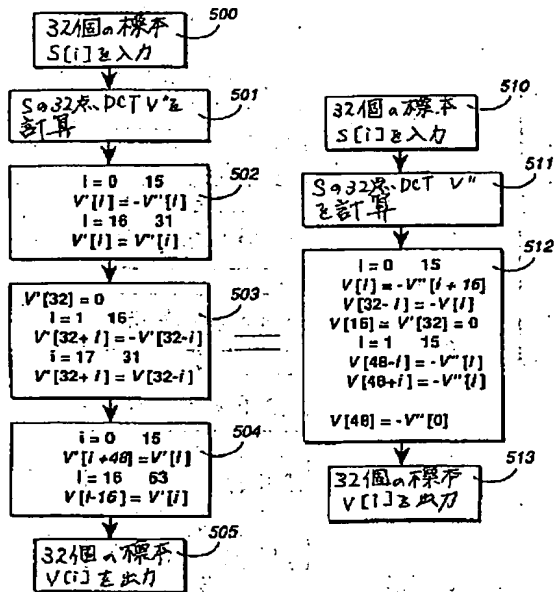 500
32個の標本
S[i]を入力
501
Sの32点DCT V"を
計算
502
i = 0 15
V'[i] = -V"[i]
i = 16 31
V'[i] = V"[i]
503
V'[32] = 0
i = 1 16
V'[32+ i] = -V'[32-i]
i = 17 31
V'[32+ i] = V[32-i]
504
i = 0 15
V'[i+48] = V'[i]
i = 16 63
V[i-16] = V'[i]
505
32個の標本
V[i]を出力
=
510
32個の標本
S[i]を入力
511
Sの32点DCT V"
を計算
512
i = 0 15
V[i] = -V"[i + 16]
V[32- i] = -V[i]
V[16] = V'[32] = 0
i = 1 15
V[48-i] = -V"[i]
V[48+i] = -V"[i]
V[48] = -V"[0]
513
32個の標本
V[i]を出力